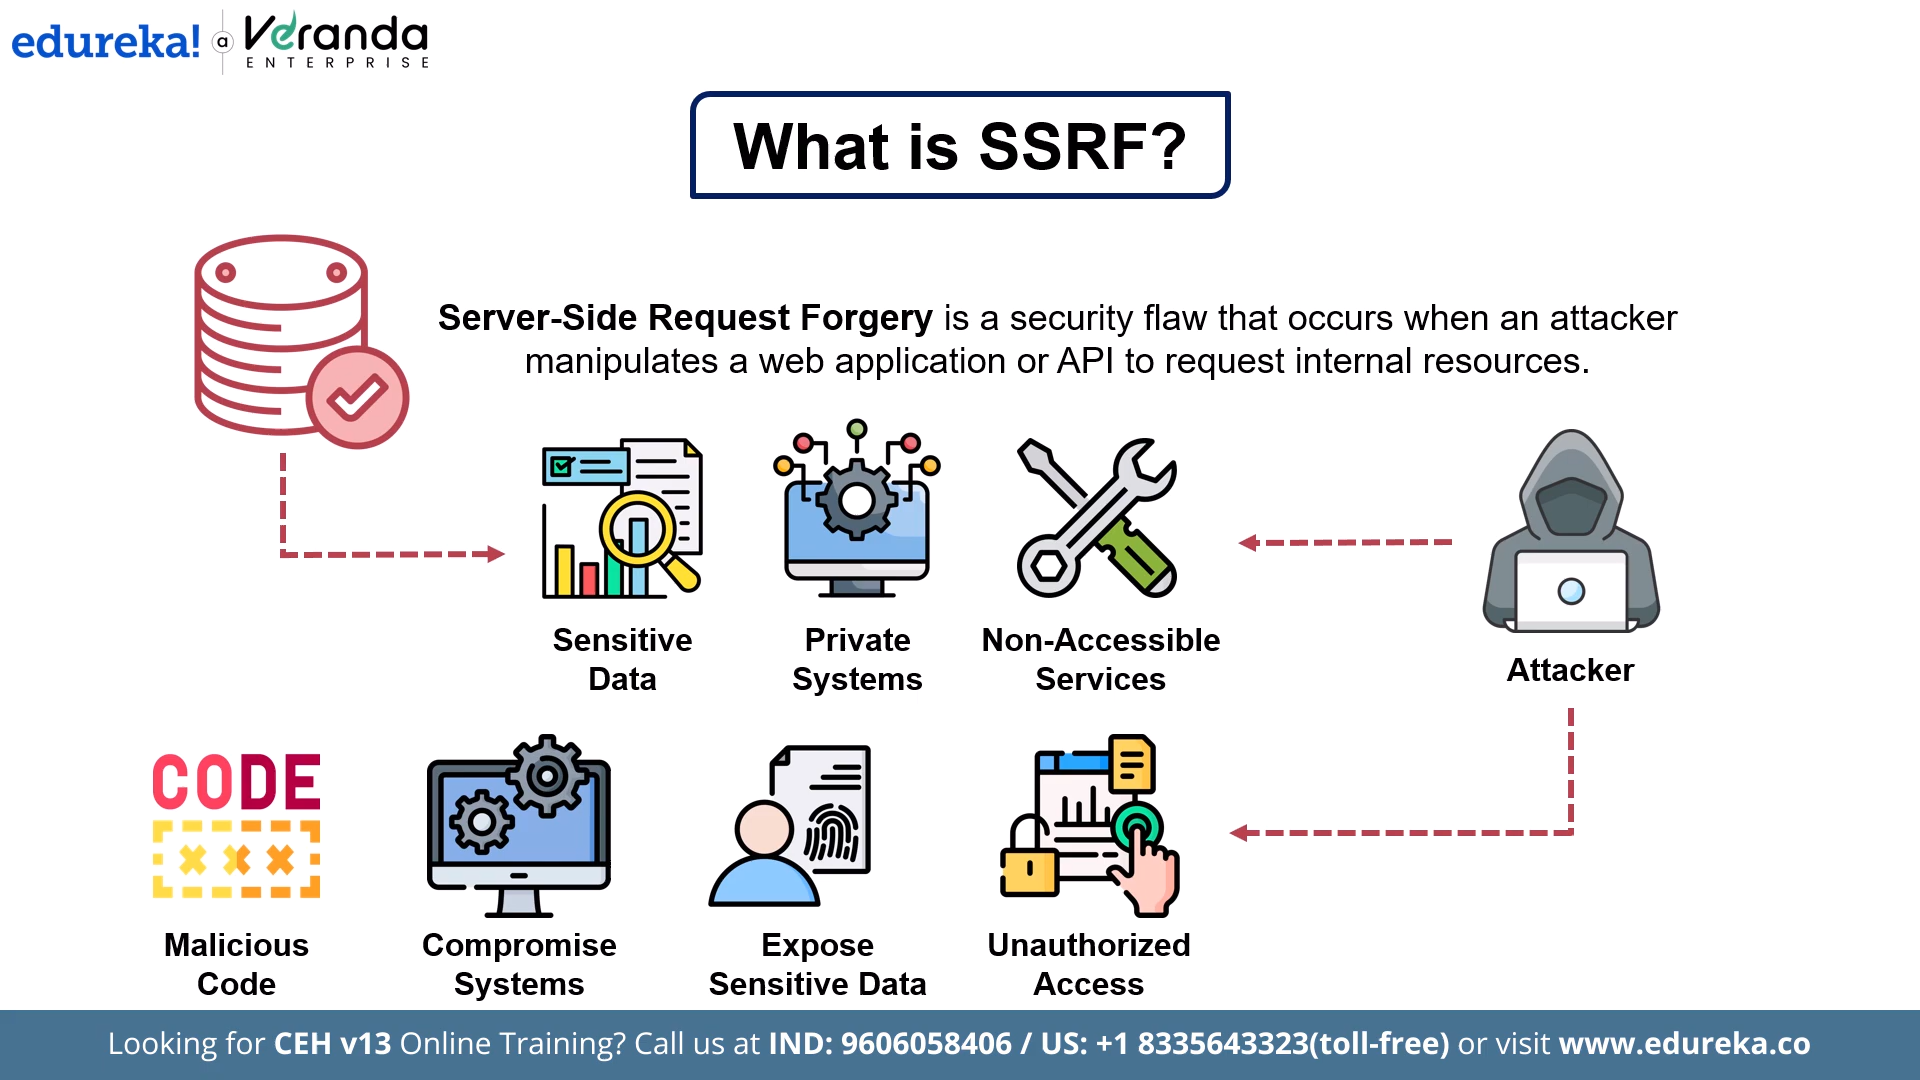 edureka! a Veranda
ENTERPRISE
What is SSRF?
Server-Side Request Forgery is a security flaw that occurs when an attacker
manipulates a web application or API to request internal resources.
Sensitive
Data
Private
Systems
Non-Accessible
Services
Attacker
CODE
Malicious
Code
Compromise
Systems
Expose
Sensitive Data
Unauthorized
Access
Looking for CEH v13 Online Training? Call us at IND: 9606058406 / US: +1 8335643323(toll-free) or visit www.edureka.co